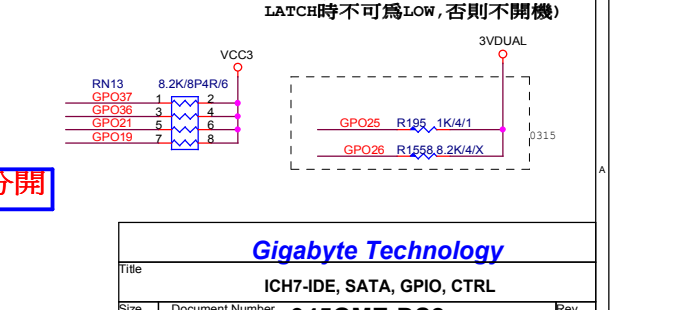 LATCH時不可爲LOW,否則不開機)
3VDUAL
VCC3
RN13 8.2K/8P4R/6
GPO37 1 2
GPO36 3 4
GPO21 5 6
GPO19 7 8
GPO25 R195 1K/4/1
GPO26 R1558 8.2K/4/X
0315
A
開
Gigabyte Technology
Title
ICH7-IDE, SATA, GPIO, CTRL
Size Document Number Rev